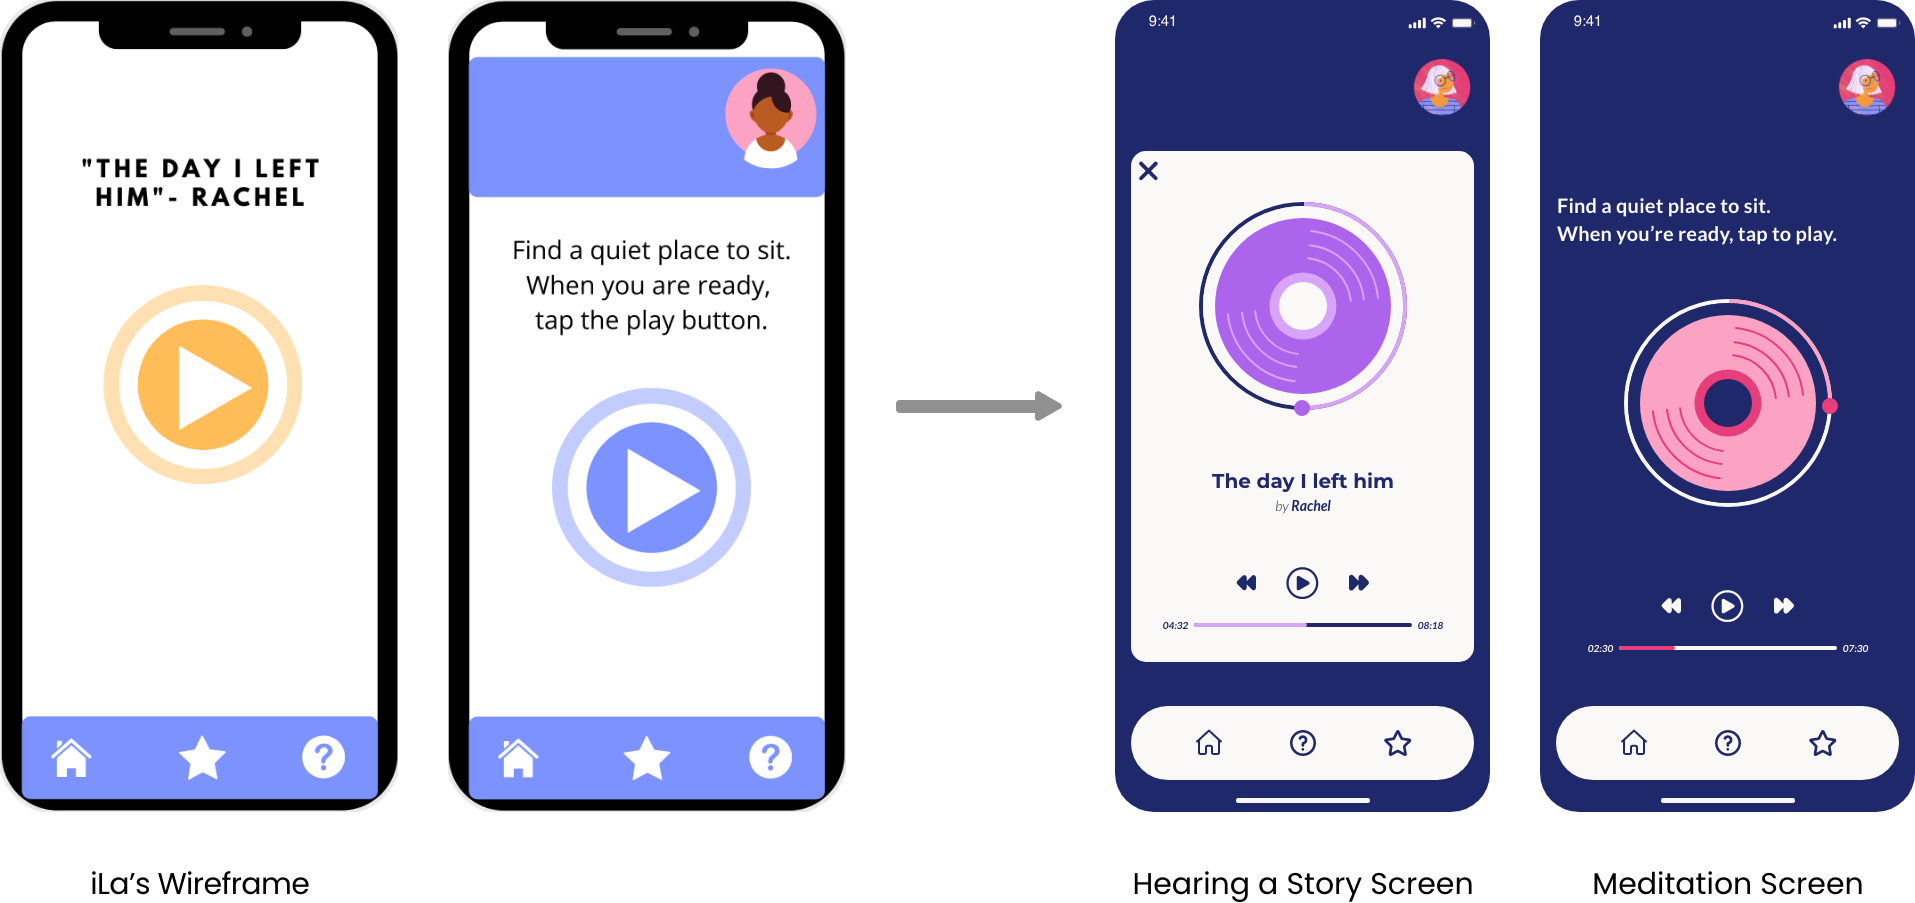 "THE DAY I LEFT
HIM"- RACHEL
Find a quiet place to sit.
When you are ready,
tap the play button.
?
?
iLa's Wireframe
9:41
The day I left him
by Rachel
04:32 08:18
?
Hearing a Story Screen
9:41
Find a quiet place to sit.
When you’re ready, tap to play.
02:30 07:30
?
Meditation Screen